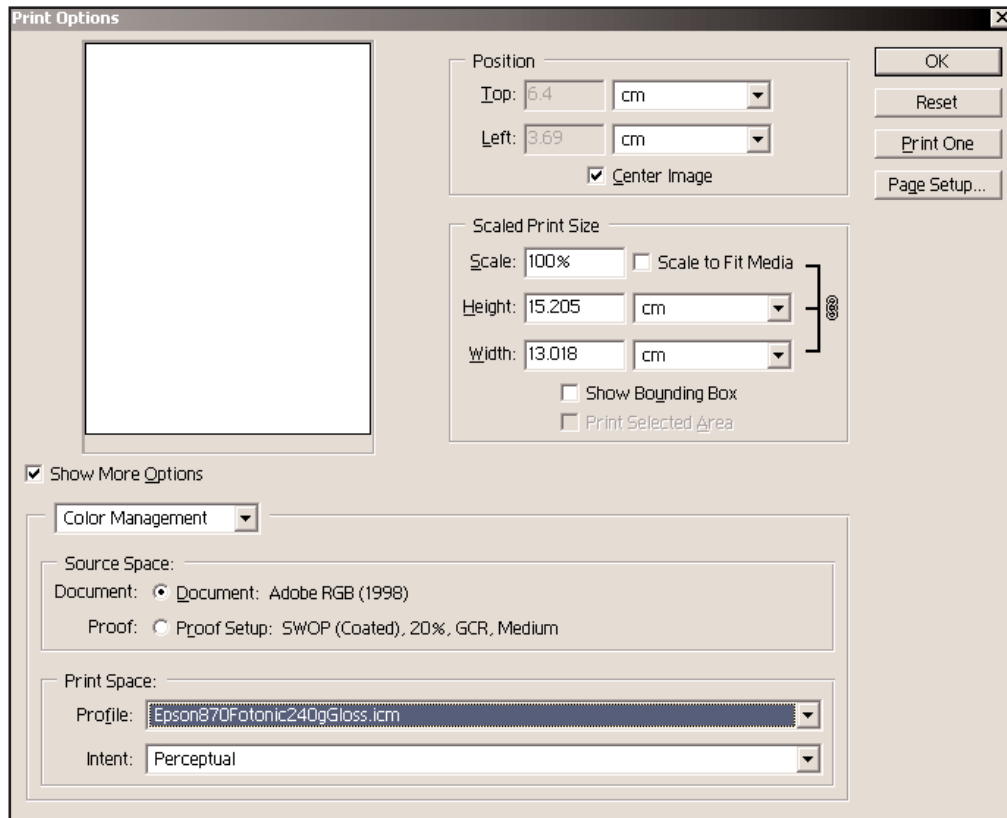 Print Options
Position
Top: 6.4 cm
Left: 3.69 cm
Center Image
OK
Reset
Print One
Page Setup...
Scaled Print Size
Scale: 100% Scale to Fit Media
Height: 15.205 cm
Width: 13.018 cm
Show Bounding Box
Print Selected Area
Show More Options
Color Management
Source Space:
Document: Document: Adobe RGB (1998)
Proof: Proof Setup: SWOP (Coated), 20%, GCR, Medium
Print Space:
Profile: Epson870Fotonic240gGloss.icm
Intent: Perceptual